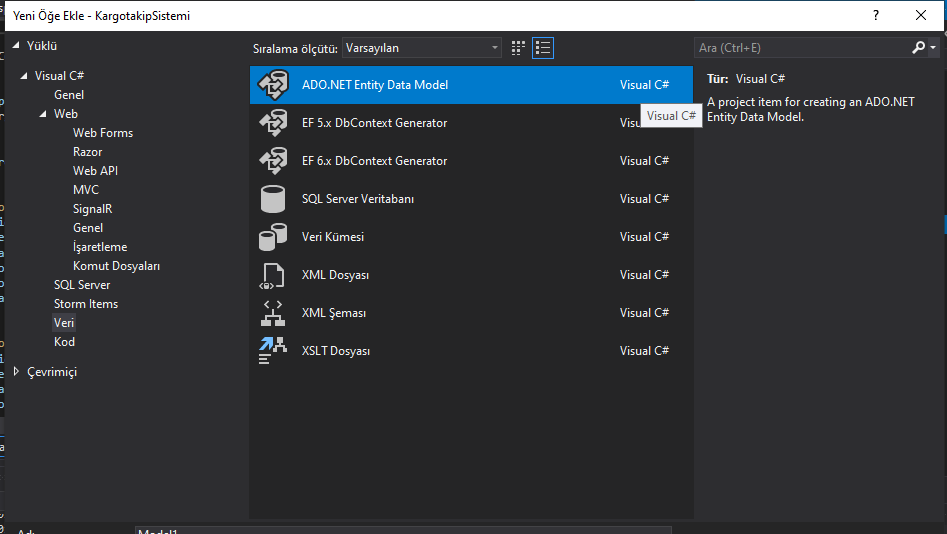 Yeni Öğe Ekle - KargotakipSistemi
?
Yüklü
Sıralama ölçütü: Varsayılan
Ara (Ctrl+E)
Visual C#
Genel
Web
Web Forms
Razor
Web API
MVC
SignalR
Genel
İşaretleme
Komut Dosyaları
SQL Server
Storm Items
Veri
Kod
Çevrimiçi
ADO.NET Entity Data Model Visual C#
EF 5.x DbContext Generator Visu
EF 6.x DbContext Generator Visual C#
SQL Server Veritabanı Visual C#
Veri Kümesi Visual C#
XML Dosyası Visual C#
XML Şeması Visual C#
XSLT Dosyası Visual C#
Visual C#
Tür: Visual C#
A project item for creating an ADO.NET
Entity Data Model.
Adı: Model1